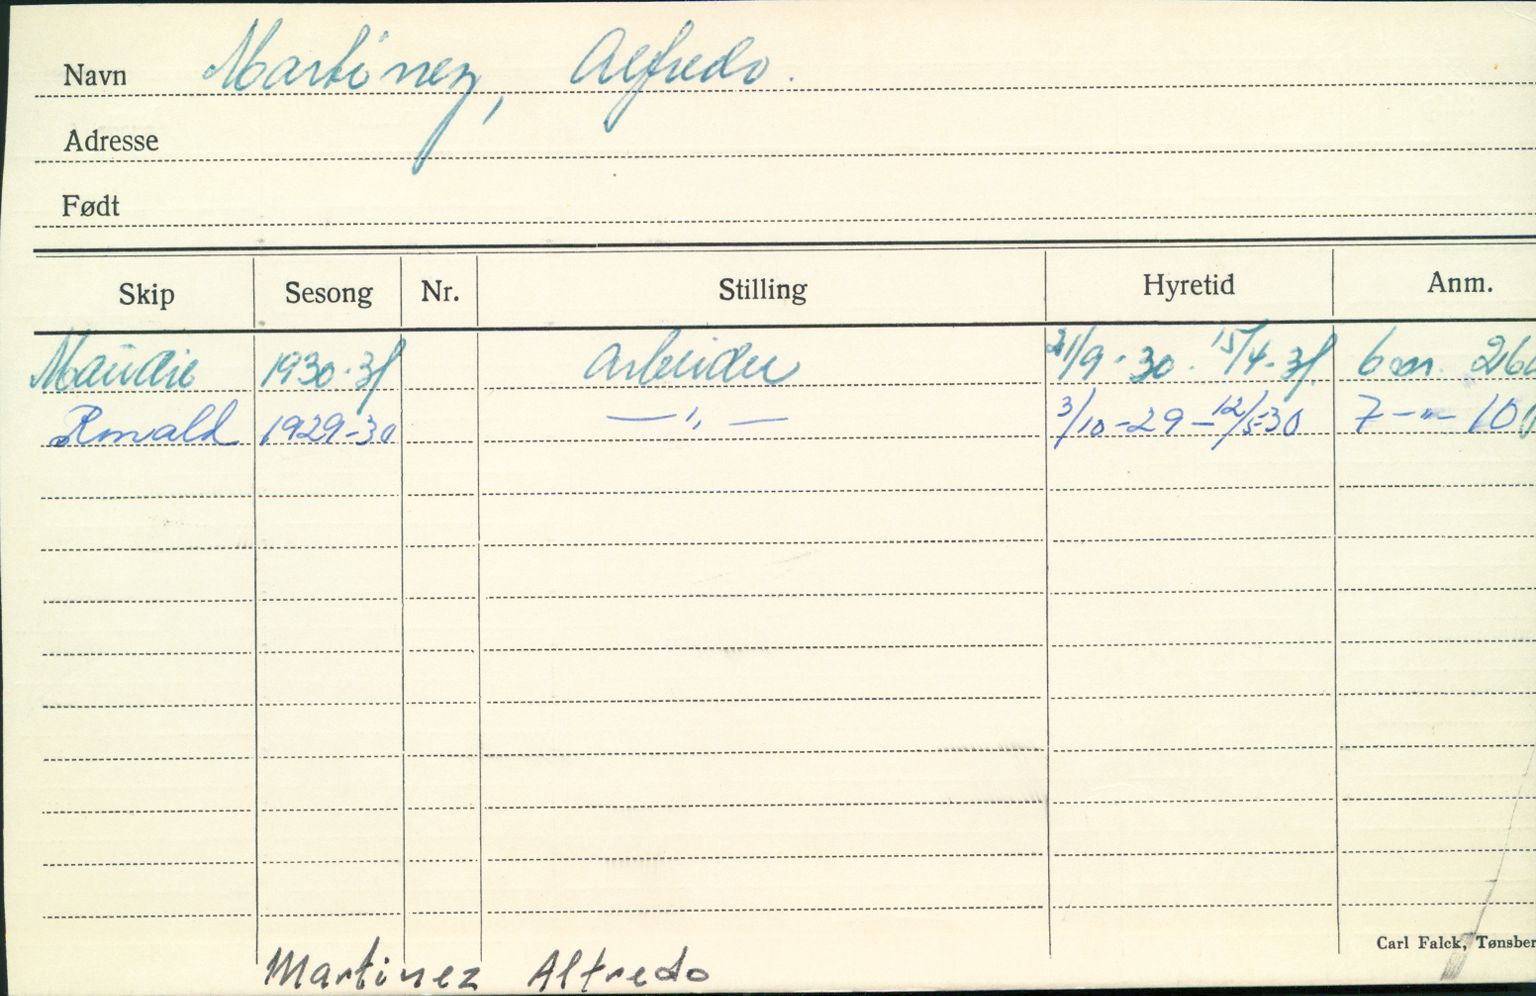 Navn Martinez, Alfredo.
Adresse
Født
Skip Sesong Nr. Stilling Hyretid Anm.
Maudie 1930-31 Arbeider 21/9-30. 15/4-31 6 m. 26d
Ronald 1929-30 — " — 3/10-29-12/5-30 7 - " - 10
Carl Falck, Tønsber
Martinez Alfredo